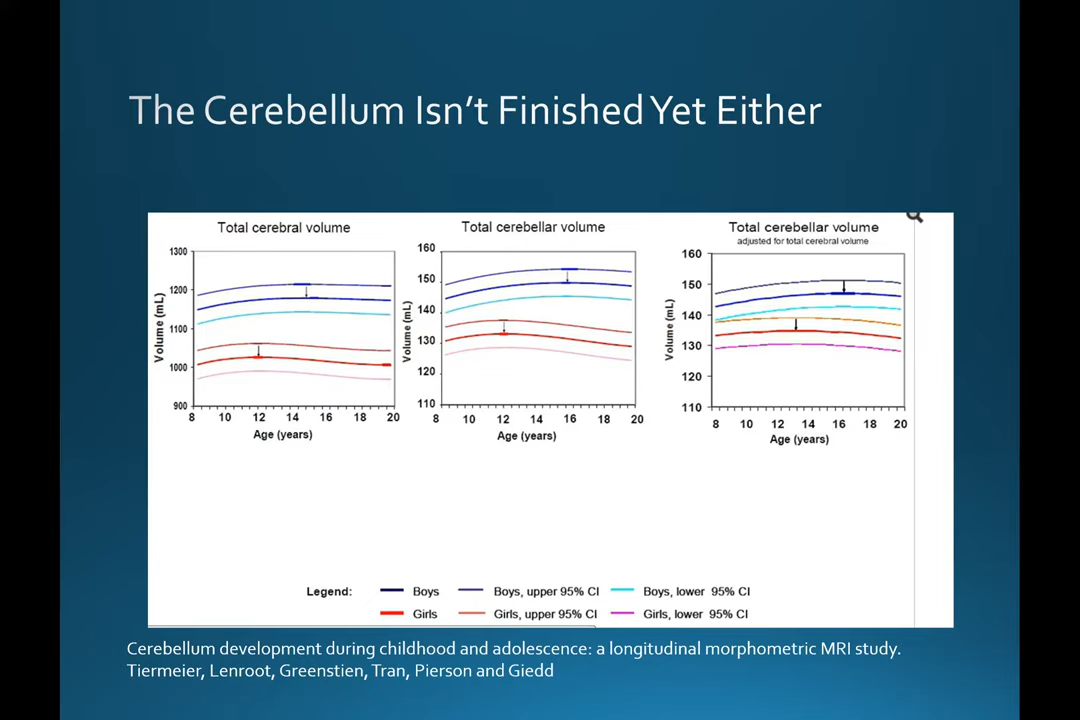 The Cerebellum Isn't Finished Yet Either
Total cerebral volume
1300
1200
1100
1000
900
Volume (mL)
8 10 12 14 16 18 20
Age (years)
Total cerebellar volume
160
150
140
130
120
110
Volume (mL)
8 10 12 14 16 18 20
Age (years)
Total cerebellar volume
adjusted for total cerebral volume
160
150
140
130
120
110
Volume (mL)
8 10 12 14 16 18 20
Age (years)
Legend: Boys Boys, upper 95% CI Boys, lower 95% CI
Girls Girls, upper 95% CI Girls, lower 95% CI
Cerebellum development during childhood and adolescence: a longitudinal morphometric MRI study.
Tiermeier, Lenroot, Greenstien, Tran, Pierson and Giedd